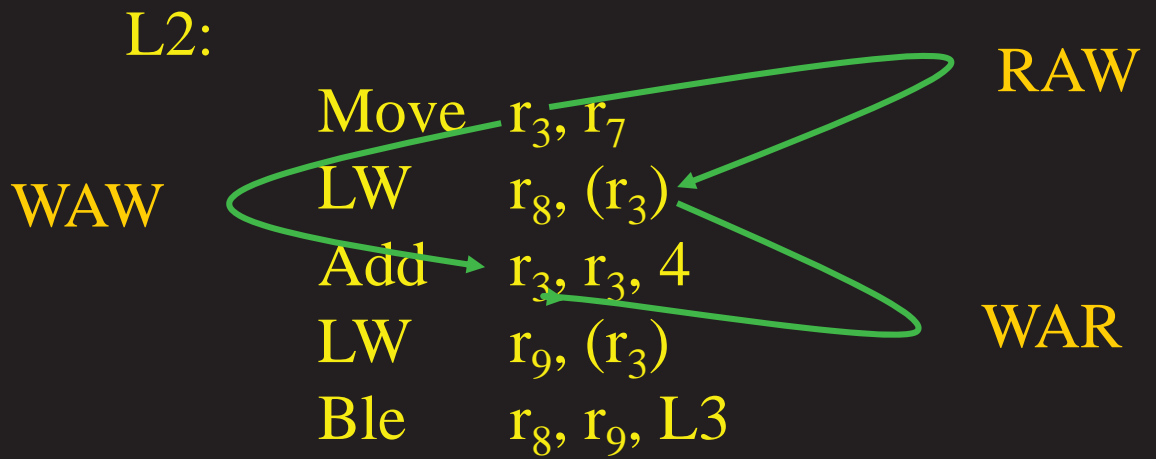 L2:
RAW
Move r₃, r₇
WAW
LW r₈, (r₃)
Add r₃, r₃, 4
WAR
LW r₉, (r₃)
Ble r₈, r₉, L3